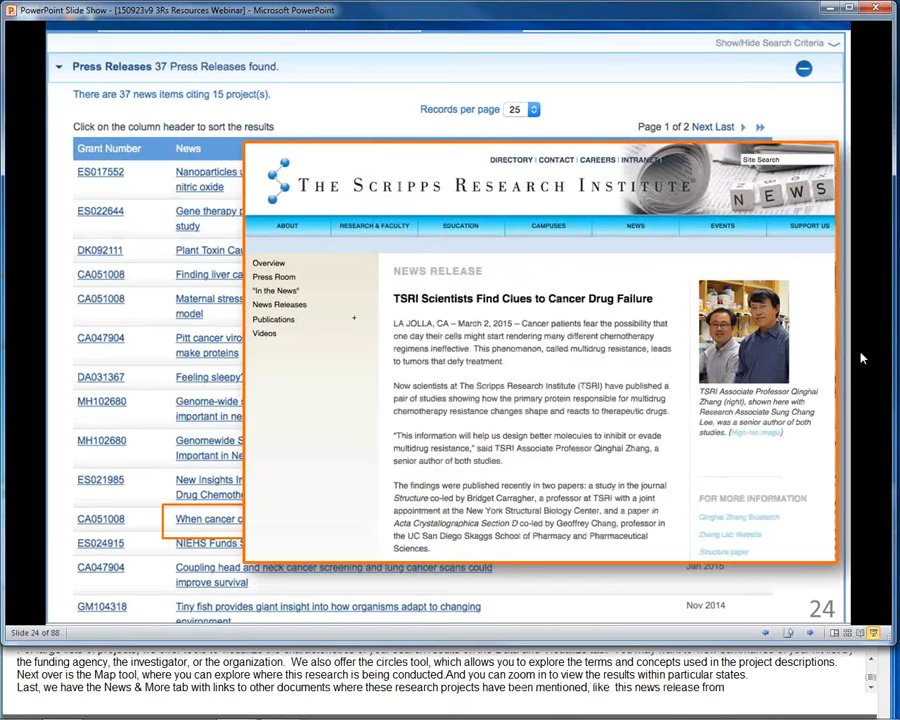 PowerPoint Slide Show - [150923v9 3Rs Resources Webinar] - Microsoft PowerPoint
Show/Hide Search Criteria
Press Releases 37 Press Releases found.
There are 37 news items citing 15 project(s).
Records per page 25
Click on the column header to sort the results
Page 1 of 2 Next Last
Grant Number News
ES017552 Nanoparticles
nitric oxide
ES022644 Gene therapy
study
DK092111 Plant Toxin
CA051008 Finding liver
CA051008 Maternal
model
CA047904 Pitt cancer
make proteins
DA031367 Feeling sleepy
MH102680 Genome-wide
important in
MH102680 Genomewide
Important in
ES021985 New Insights
Drug
CA051008 When cancer
ES024915 NIEHS Funds
CA047904 Coupling head and neck cancer screening and lung cancer scans could Jan 2015
improve survival
GM104318 Tiny fish provides giant insight into how organisms adapt to changing Nov 2014
environment
24
DIRECTORY | CONTACT | CAREERS | INTRANET
Site Search
THE SCRIPPS RESEARCH INSTITUTE®
NEWS
ABOUT RESEARCH & FACULTY EDUCATION CAMPUSES NEWS EVENTS SUPPORT US
Overview
Press Room
"In the News"
News Releases
Publications +
Videos
NEWS RELEASE
TSRI Scientists Find Clues to Cancer Drug Failure
LA JOLLA, CA – March 2, 2015 – Cancer patients fear the possibility that
one day their cells might start rendering many different chemotherapy
regimens ineffective. This phenomenon, called multidrug resistance, leads
to tumors that defy treatment.
Now scientists at The Scripps Research Institute (TSRI) have published a
pair of studies showing how the primary protein responsible for multidrug
chemotherapy resistance changes shape and reacts to therapeutic drugs.
"This information will help us design better molecules to inhibit or evade
multidrug resistance," said TSRI Associate Professor Qinghai Zhang, a
senior author of both studies.
The findings were published recently in two papers: a study in the journal
Structure co-led by Bridget Carragher, a professor at TSRI with a joint
appointment at the New York Structural Biology Center, and a paper in
Acta Crystallographica Section D co-led by Geoffrey Chang, professor in
the UC San Diego Skaggs School of Pharmacy and Pharmaceutical
Sciences.
TSRI Associate Professor Qinghai
Zhang (right), shown here with
Research Associate Sung Chang
Lee, was a senior author of both
studies. (High-res image)
FOR MORE INFORMATION
Qinghai Zhang Research
Zhang Lab Website
Structure paper
Slide 24 of 88
the funding agency, the investigator, or the organization. We also offer the circles tool, which allows you to explore the terms and concepts used in the project descriptions.
Next over is the Map tool, where you can explore where this research is being conducted.And you can zoom in to view the results within particular states.
Last, we have the News & More tab with links to other documents where these research projects have been mentioned, like this news release from